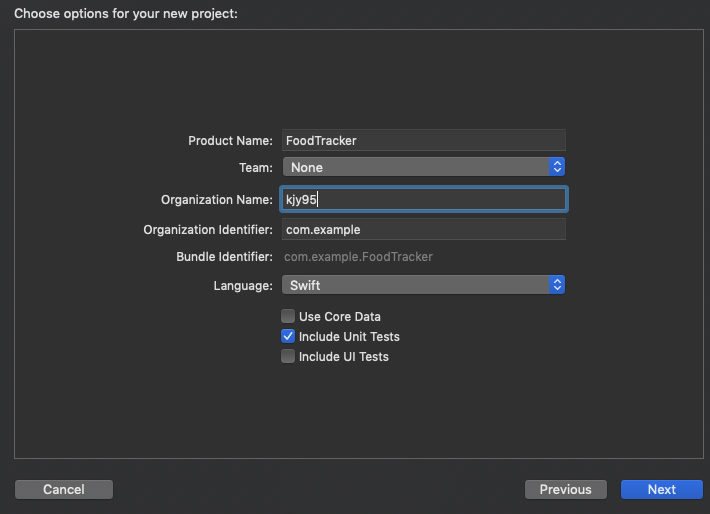 Choose options for your new project:
Product Name: FoodTracker
Team: None
Organization Name: kjy95
Organization Identifier: com.example
Bundle Identifier: com.example.FoodTracker
Language: Swift
Use Core Data
Include Unit Tests
Include UI Tests
Cancel Previous Next